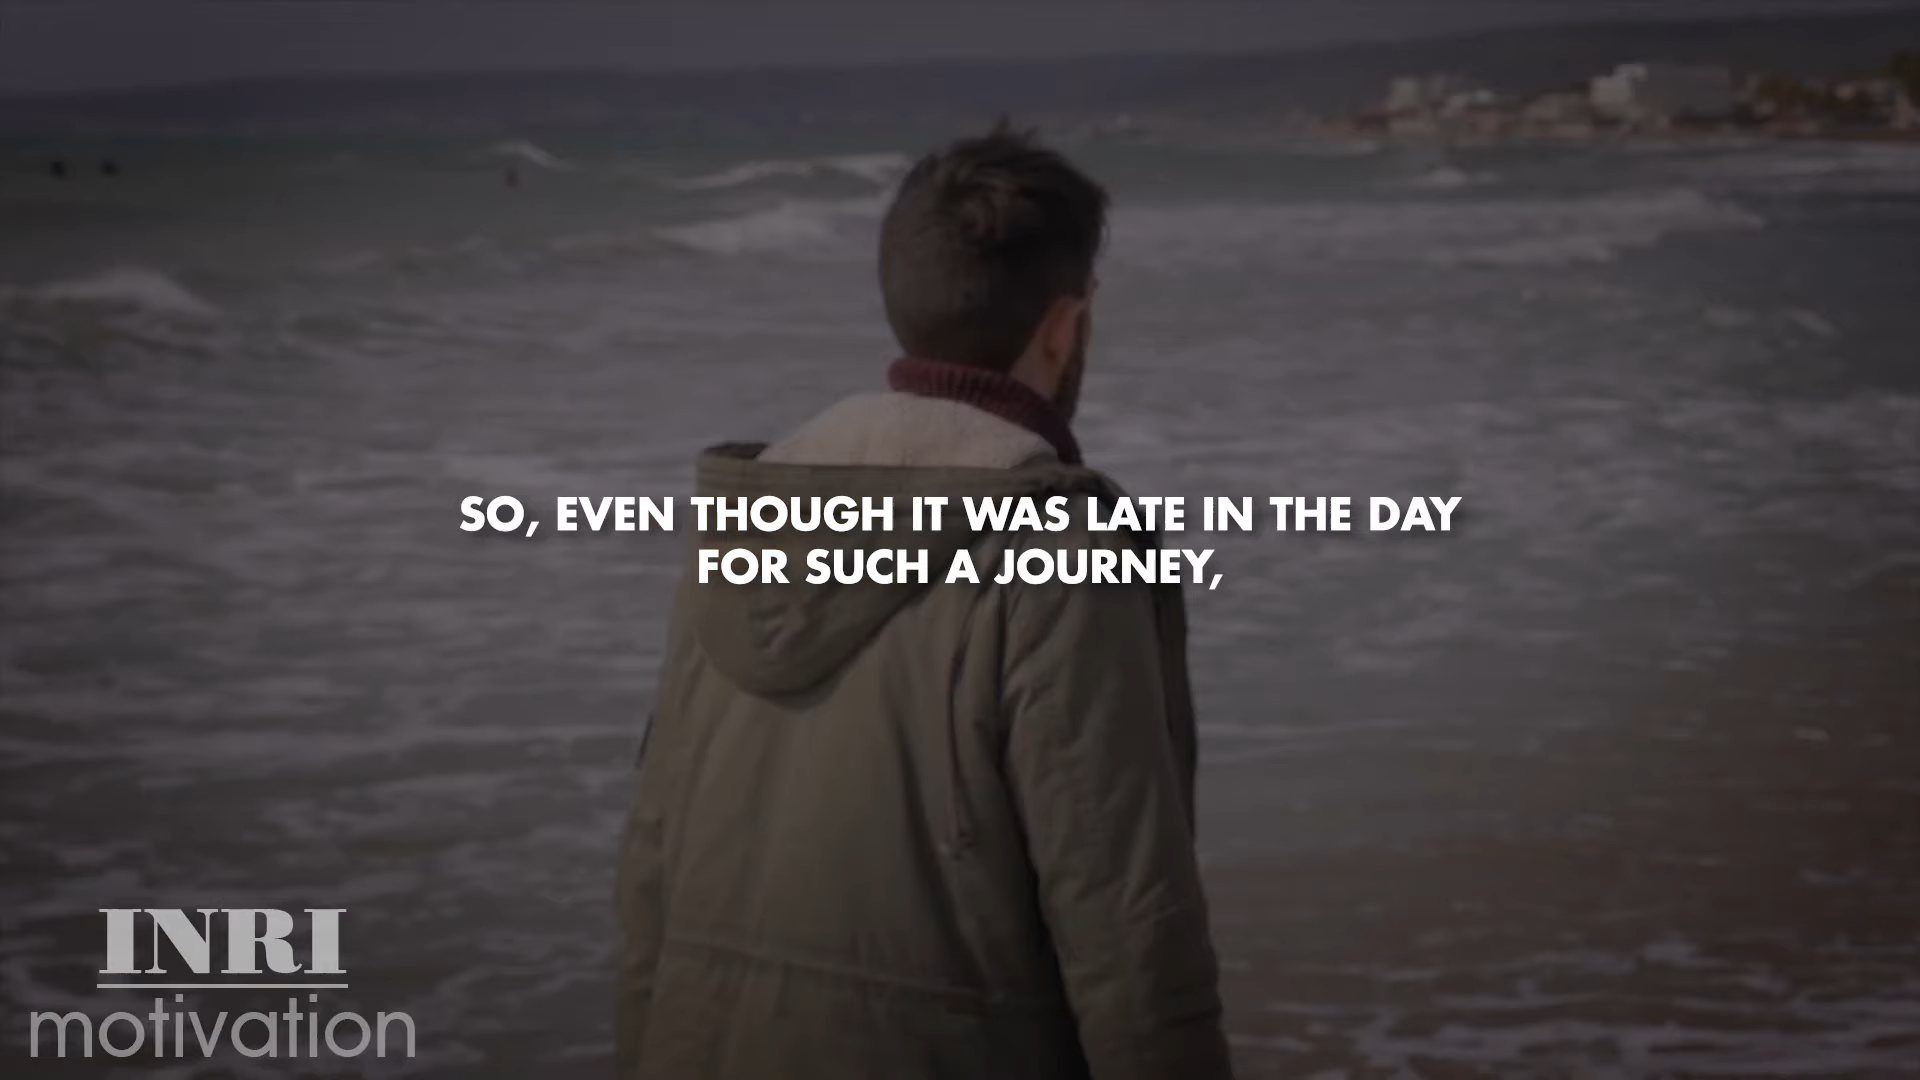 SO, EVEN THOUGH IT WAS LATE IN THE DAY
FOR SUCH A JOURNEY,
INRI
motivation